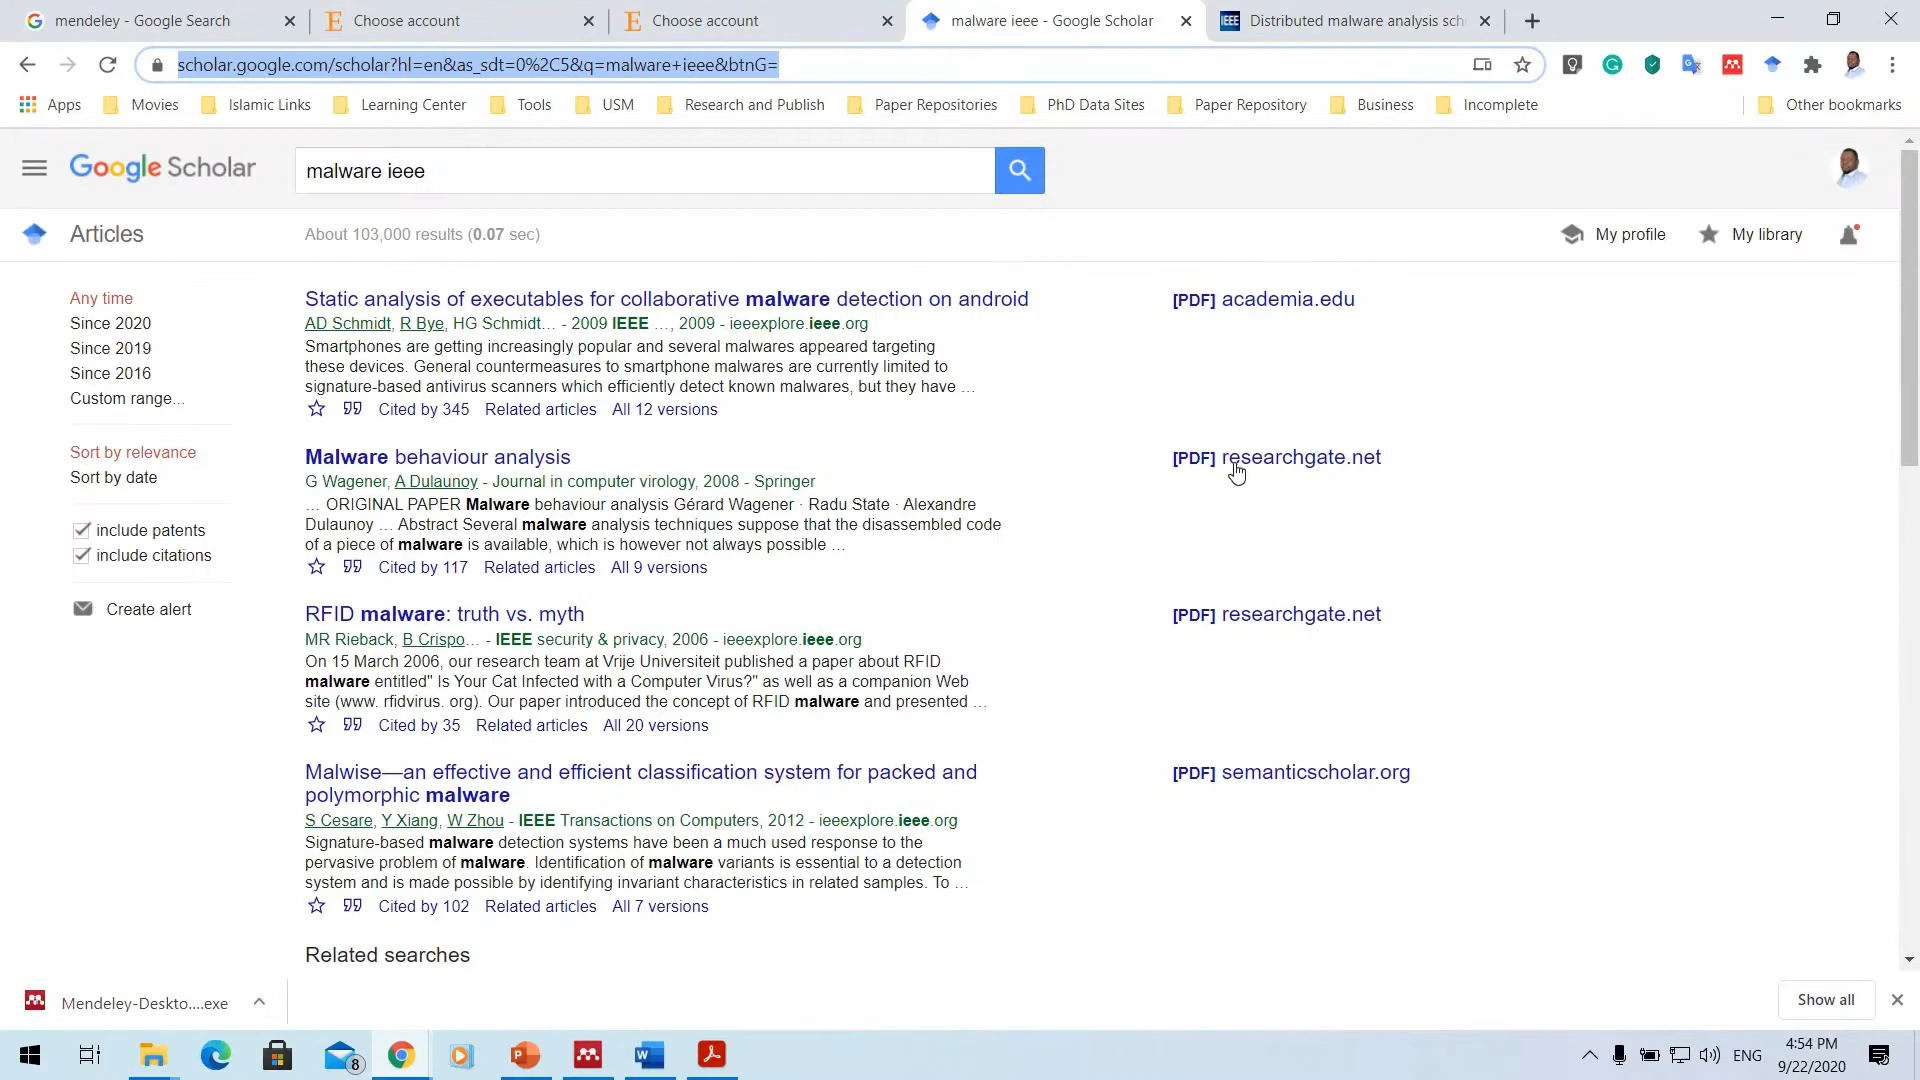 mendeley - Google Search
Choose account
Choose account
malware ieee - Google Scholar
Distributed malware analysis sch
scholar.google.com/scholar?hl=en&as_sdt=0%2C5&q=malware+ieee&btnG=
Apps Movies Islamic Links Learning Center Tools USM Research and Publish Paper Repositories PhD Data Sites Paper Repository Business Incomplete Other bookmarks
Google Scholar
malware ieee
Articles
About 103,000 results (0.07 sec)
My profile
My library
Any time
Since 2020
Since 2019
Since 2016
Custom range...
Sort by relevance
Sort by date
include patents
include citations
Create alert
Static analysis of executables for collaborative malware detection on android
[PDF] academia.edu
AD Schmidt, R Bye, HG Schmidt… - 2009 IEEE …, 2009 - ieeexplore.ieee.org
Smartphones are getting increasingly popular and several malwares appeared targeting
these devices. General countermeasures to smartphone malwares are currently limited to
signature-based antivirus scanners which efficiently detect known malwares, but they have …
Cited by 345 Related articles All 12 versions
Malware behaviour analysis
[PDF] researchgate.net
G Wagener, A Dulaunoy - Journal in computer virology, 2008 - Springer
… ORIGINAL PAPER Malware behaviour analysis Gérard Wagener · Radu State · Alexandre
Dulaunoy … Abstract Several malware analysis techniques suppose that the disassembled code
of a piece of malware is available, which is however not always possible …
Cited by 117 Related articles All 9 versions
RFID malware: truth vs. myth
[PDF] researchgate.net
MR Rieback, B Crispo… - IEEE security & privacy, 2006 - ieeexplore.ieee.org
On 15 March 2006, our research team at Vrije Universiteit published a paper about RFID
malware entitled" Is Your Cat Infected with a Computer Virus?" as well as a companion Web
site (www. rfidvirus. org). Our paper introduced the concept of RFID malware and presented …
Cited by 35 Related articles All 20 versions
Malwise—an effective and efficient classification system for packed and
polymorphic malware
[PDF] semanticscholar.org
S Cesare, Y Xiang, W Zhou - IEEE Transactions on Computers, 2012 - ieeexplore.ieee.org
Signature-based malware detection systems have been a much used response to the
pervasive problem of malware. Identification of malware variants is essential to a detection
system and is made possible by identifying invariant characteristics in related samples. To …
Cited by 102 Related articles All 7 versions
Related searches
Mendeley-Deskto....exe
Show all
8
ENG
4:54 PM
9/22/2020